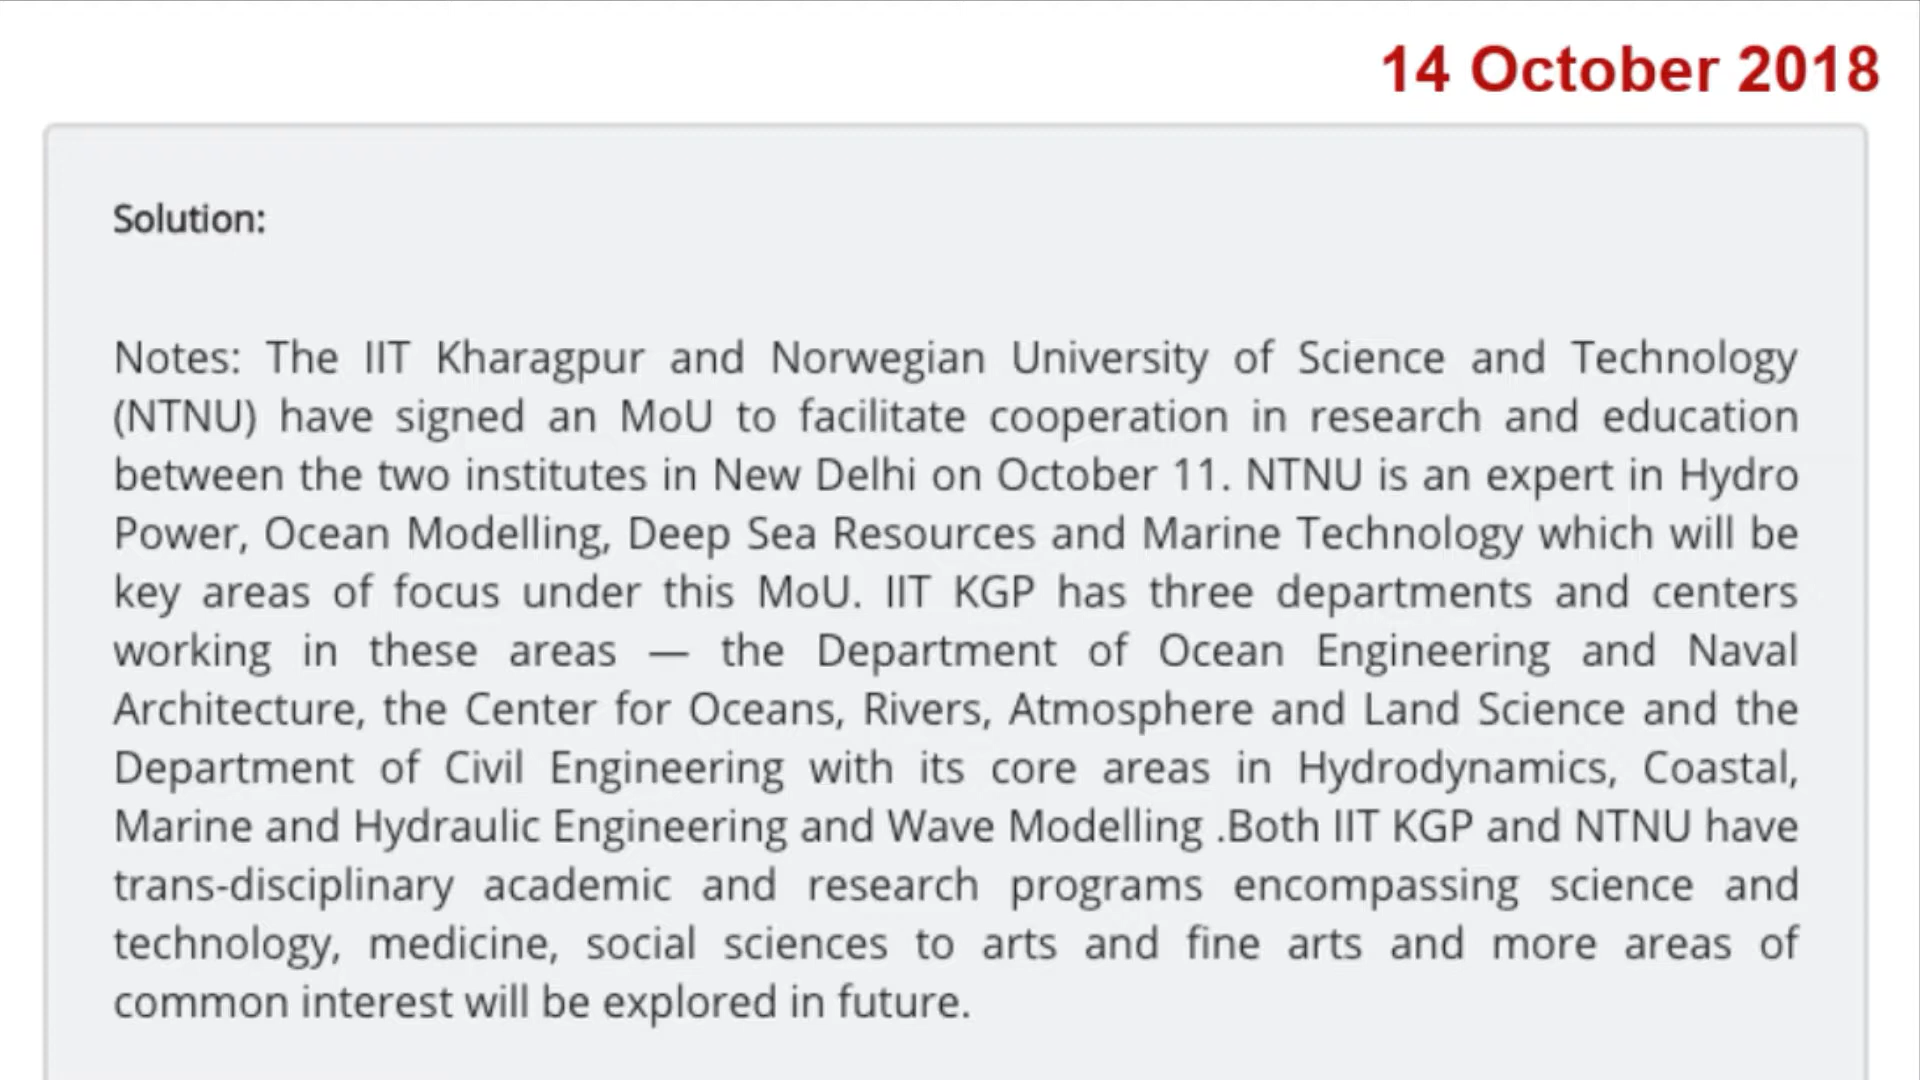 14 October 2018
Solution:
Notes: The IIT Kharagpur and Norwegian University of Science and Technology
(NTNU) have signed an MoU to facilitate cooperation in research and education
between the two institutes in New Delhi on October 11. NTNU is an expert in Hydro
Power, Ocean Modelling, Deep Sea Resources and Marine Technology which will be
key areas of focus under this MoU. IIT KGP has three departments and centers
working in these areas — the Department of Ocean Engineering and Naval
Architecture, the Center for Oceans, Rivers, Atmosphere and Land Science and the
Department of Civil Engineering with its core areas in Hydrodynamics, Coastal,
Marine and Hydraulic Engineering and Wave Modelling .Both IIT KGP and NTNU have
trans-disciplinary academic and research programs encompassing science and
technology, medicine, social sciences to arts and fine arts and more areas of
common interest will be explored in future.